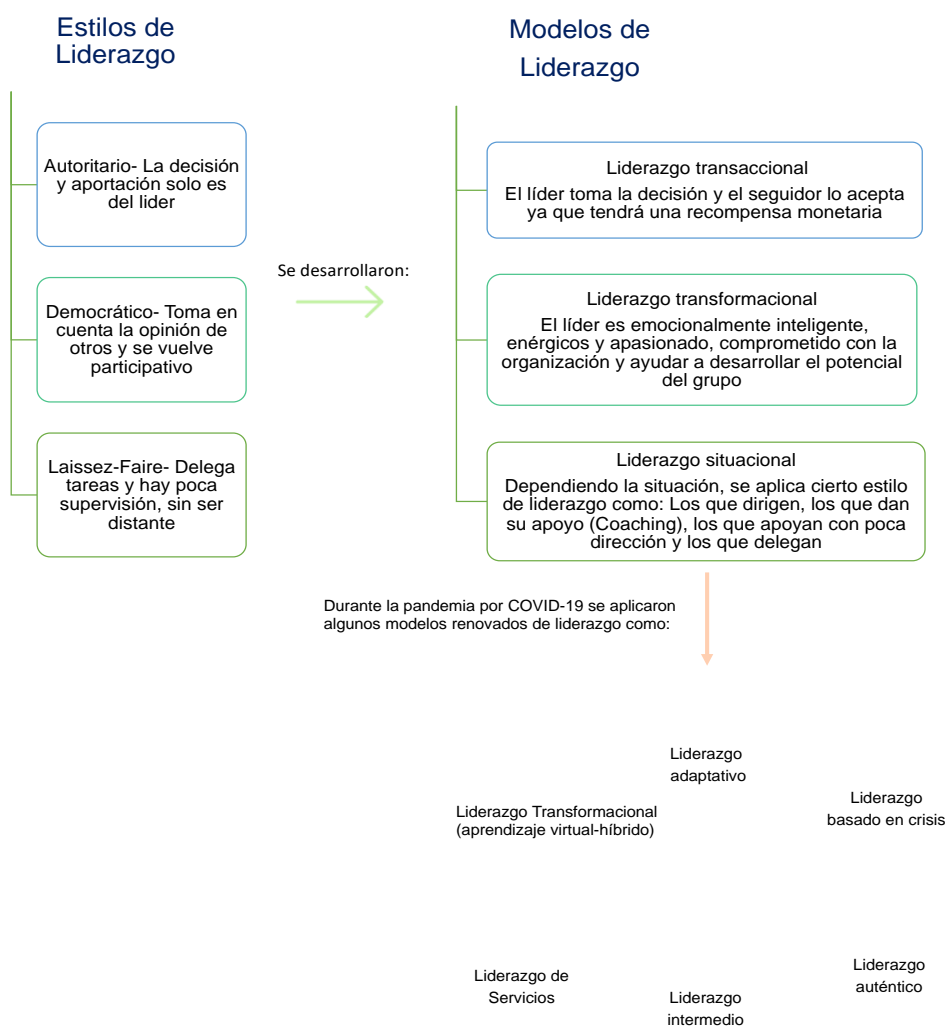 Estilos de
Liderazgo
Autoritario- La decisión
y aportación solo es
del lider
Democrático- Toma en
cuenta la opinión de
otros y se vuelve
participativo
Laissez-Faire- Delega
tareas y hay poca
supervisión, sin ser
distante
Se desarrollaron:
Modelos de
Liderazgo
Liderazgo transaccional
El líder toma la decisión y el seguidor lo acepta
ya que tendrá una recompensa monetaria
Liderazgo transformacional
El líder es emocionalmente inteligente,
enérgicos y apasionado, comprometido con la
organización y ayudar a desarrollar el potencial
del grupo
Liderazgo situacional
Dependiendo la situación, se aplica cierto estilo
de liderazgo como: Los que dirigen, los que dan
su apoyo (Coaching), los que apoyan con poca
dirección y los que delegan
Durante la pandemia por COVID-19 se aplicaron
algunos modelos renovados de liderazgo como:
Liderazgo
adaptativo
Liderazgo Transformacional
(aprendizaje virtual-híbrido)
Liderazgo
basado en crisis
Liderazgo de
Servicios
Liderazgo
intermedio
Liderazgo
auténtico